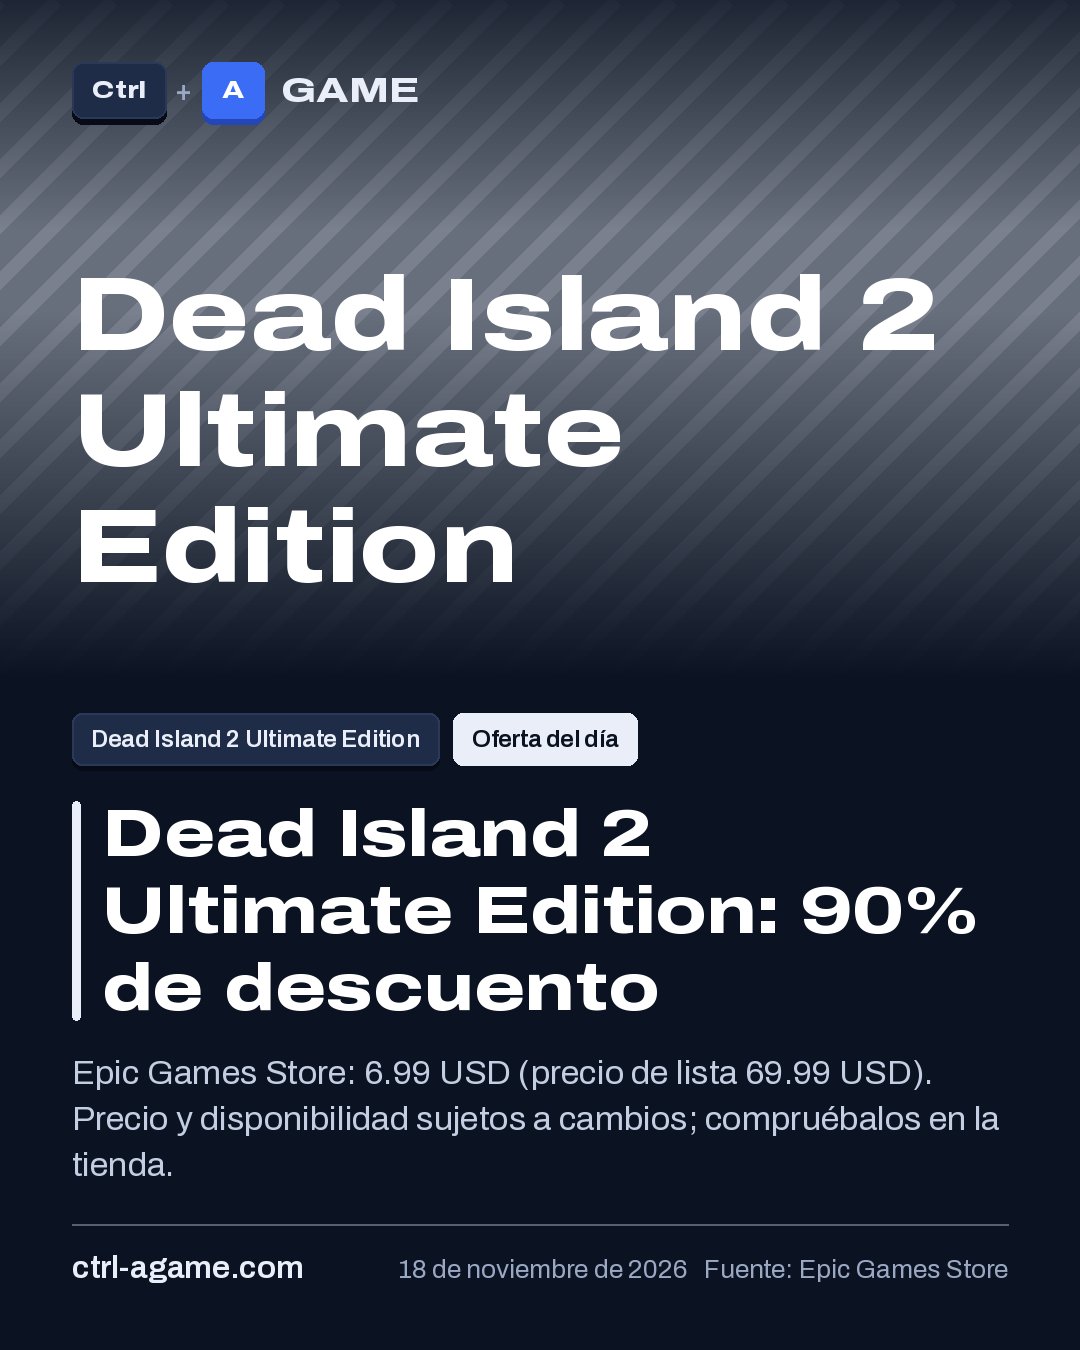 Ctrl + A GAME
Dead Island 2
Ultimate
Edition
Dead Island 2 Ultimate Edition Oferta del día
Dead Island 2
Ultimate Edition: 90%
de descuento
Epic Games Store: 6.99 USD (precio de lista 69.99 USD).
Precio y disponibilidad sujetos a cambios; compruébalos en la
tienda.
ctrl-agame.com 18 de noviembre de 2026 Fuente: Epic Games Store